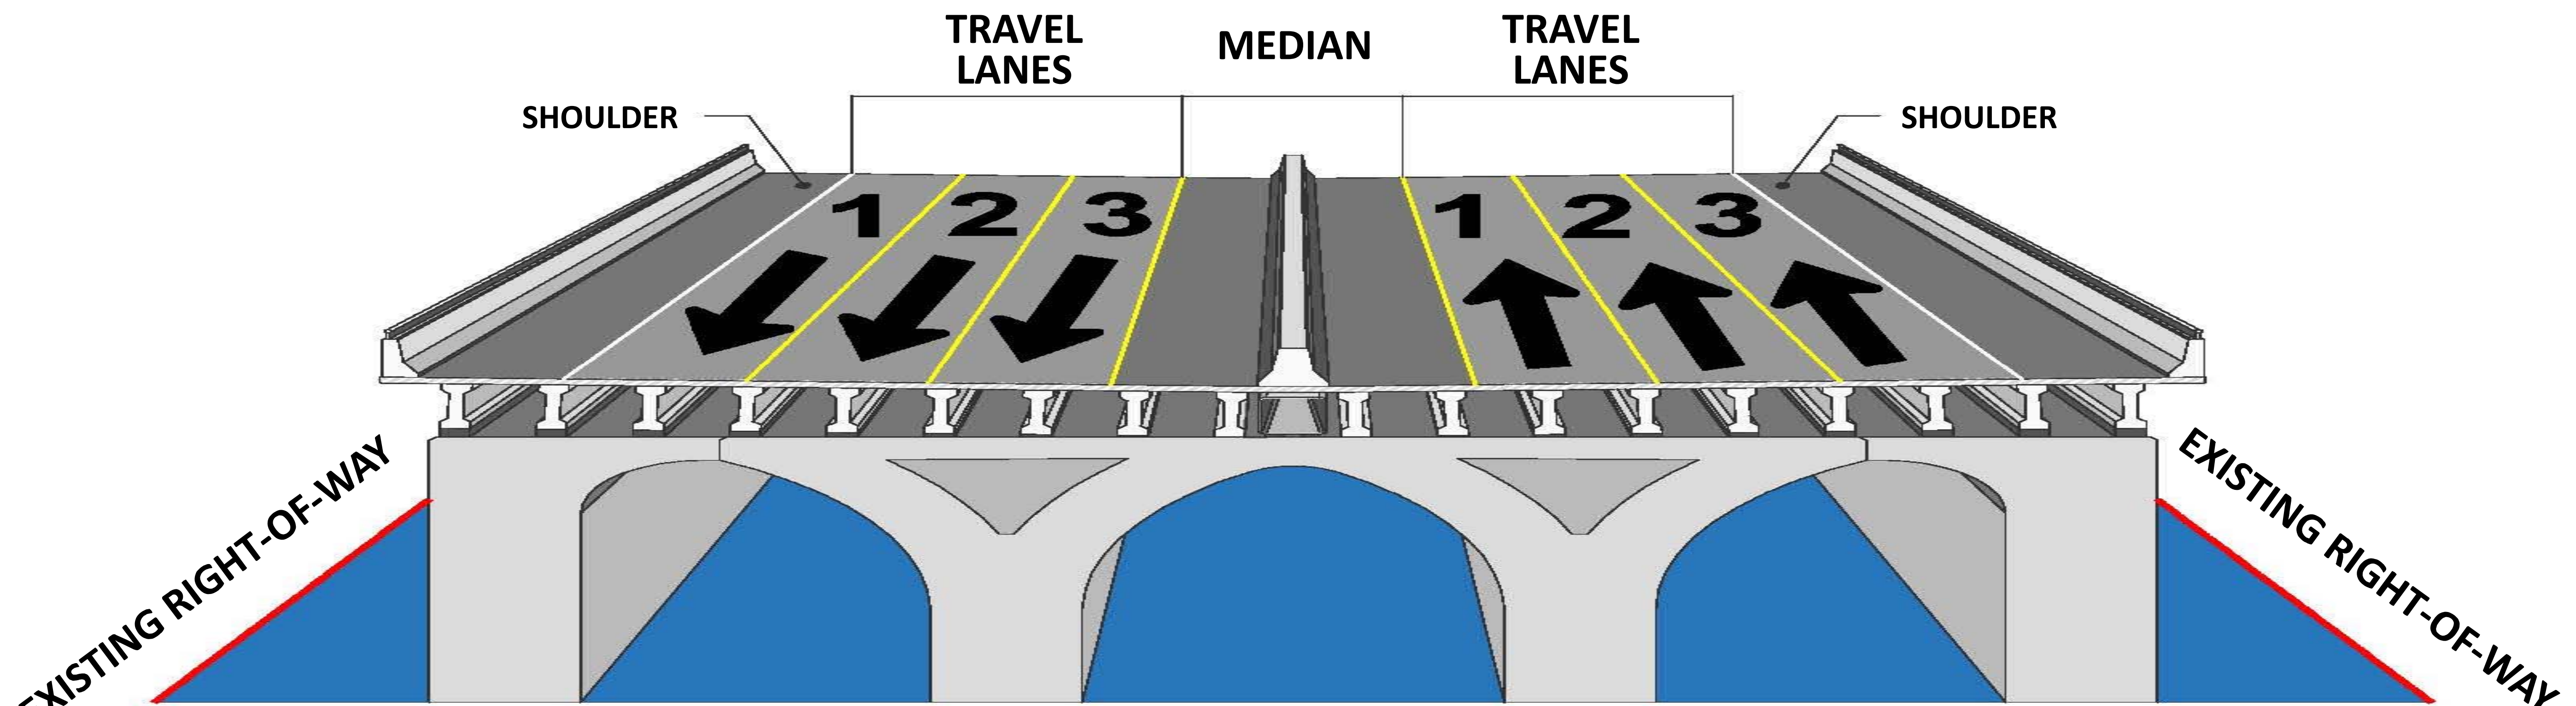 TRAVEL
LANES
MEDIAN
TRAVEL
LANES
SHOULDER
SHOULDER
1 2 3
1 2 3
EXISTING RIGHT-OF-WAY
EXISTING RIGHT-OF-WAY